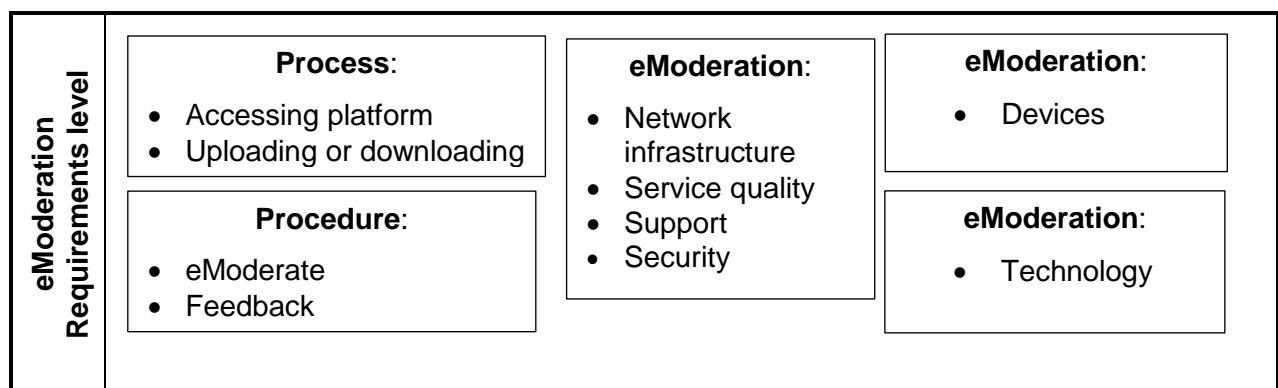 eModeration
Requirements level
Process:
• Accessing platform
• Uploading or downloading
Procedure:
• eModerate
• Feedback
eModeration:
• Network
infrastructure
• Service quality
• Support
• Security
eModeration:
• Devices
eModeration:
• Technology